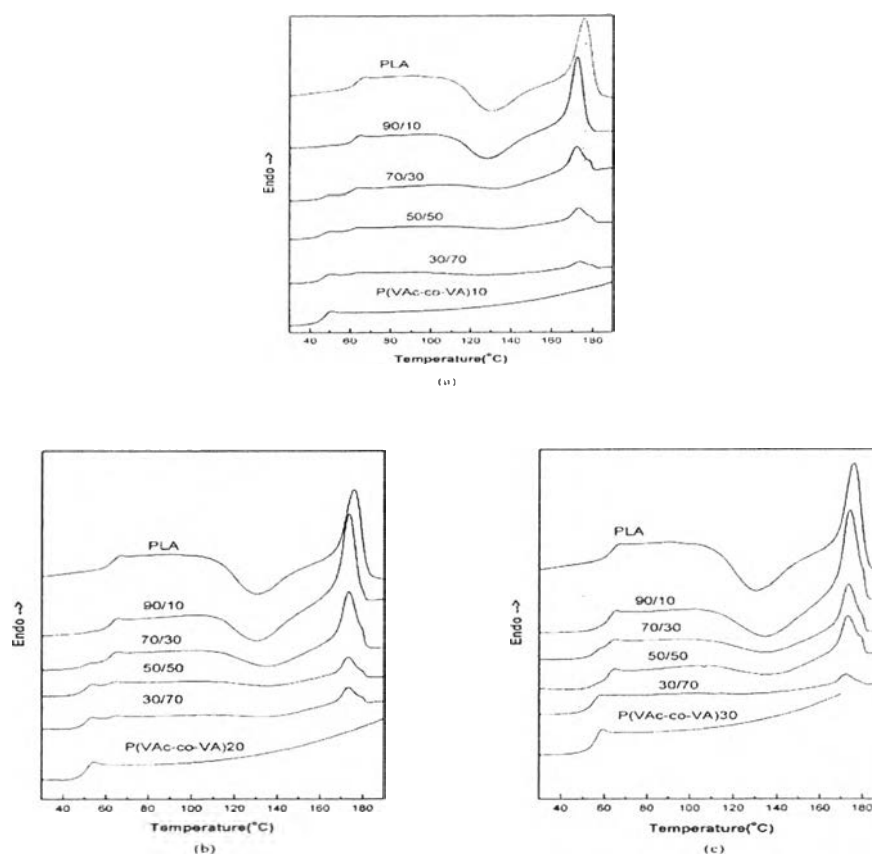 PLA
90/10
70/30
50/50
30/70
P(VAc-co-VA)10
Endo ->
40 60 80 100 120 140 160 180
Temperature(°C)
(a)
PLA
90/10
70/30
50/50
30/70
P(VAc-co-VA)20
Endo ->
40 60 80 100 120 140 160 180
Temperature(°C)
(b)
PLA
90/10
70/30
50/50
30/70
P(VAc-co-VA)30
Endo ->
40 60 80 100 120 140 160 180
Temperature(°C)
(c)